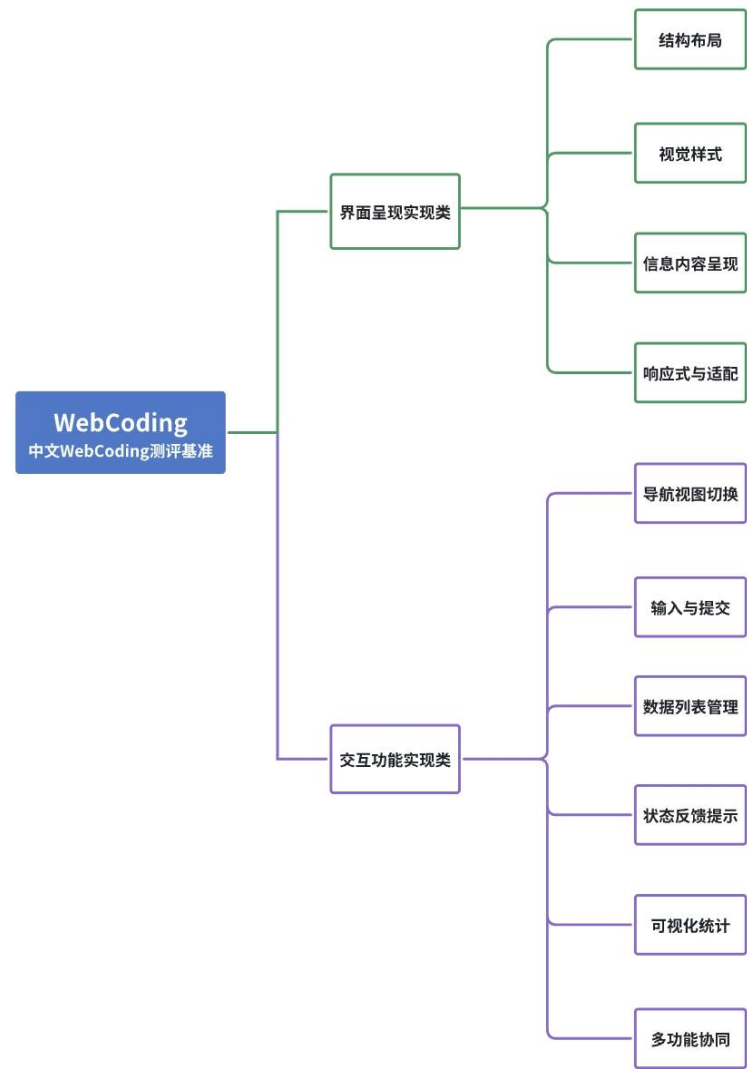 WebCoding
中文WebCoding测评基准
界面呈现实现类
结构布局
视觉样式
信息内容呈现
响应式与适配
交互功能实现类
导航视图切换
输入与提交
数据列表管理
状态反馈提示
可视化统计
多功能协同